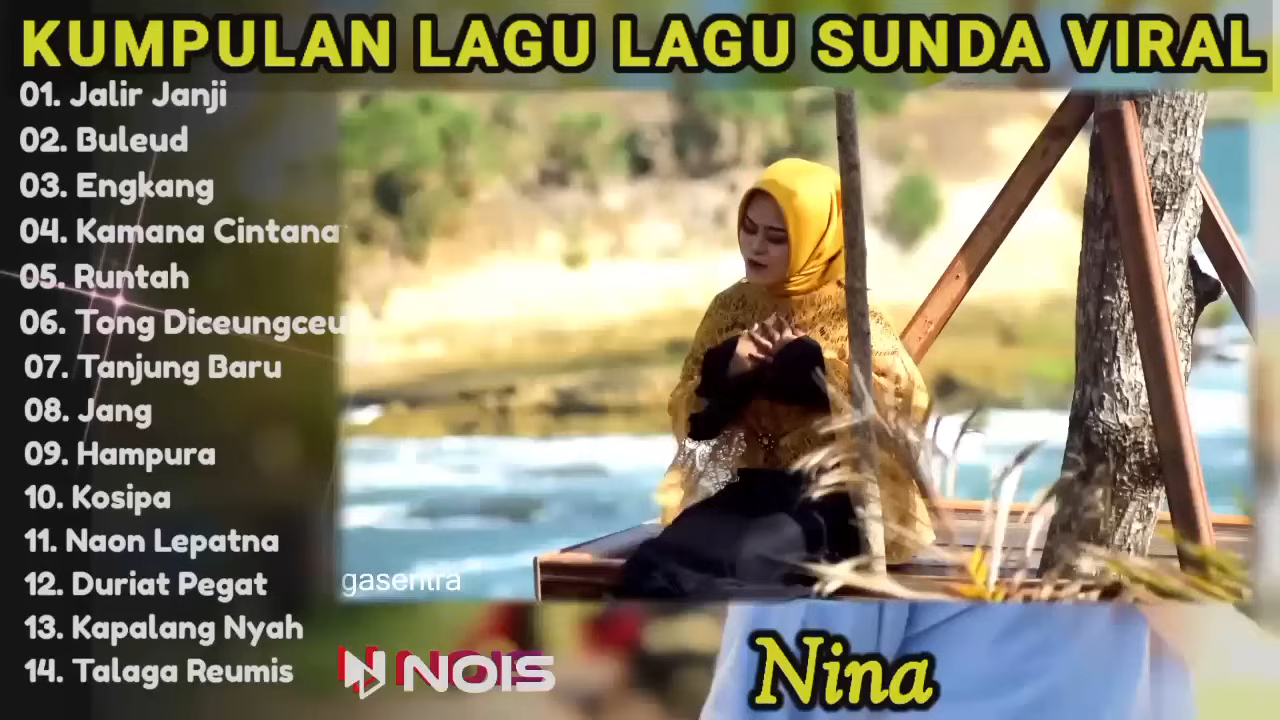 KUMPULAN LAGU LAGU SUNDA VIRAL
01. Jalir Janji
02. Buleud
03. Engkang
04. Kamana Cintana
05. Runtah
06. Tong Diceungceu
07. Tanjung Baru
08. Jang
09. Hampura
10. Kosipa
11. Naon Lepatna
12. Duriat Pegat
13. Kapalang Nyah
14. Talaga Reumis
gasentra
NOIS
Nina